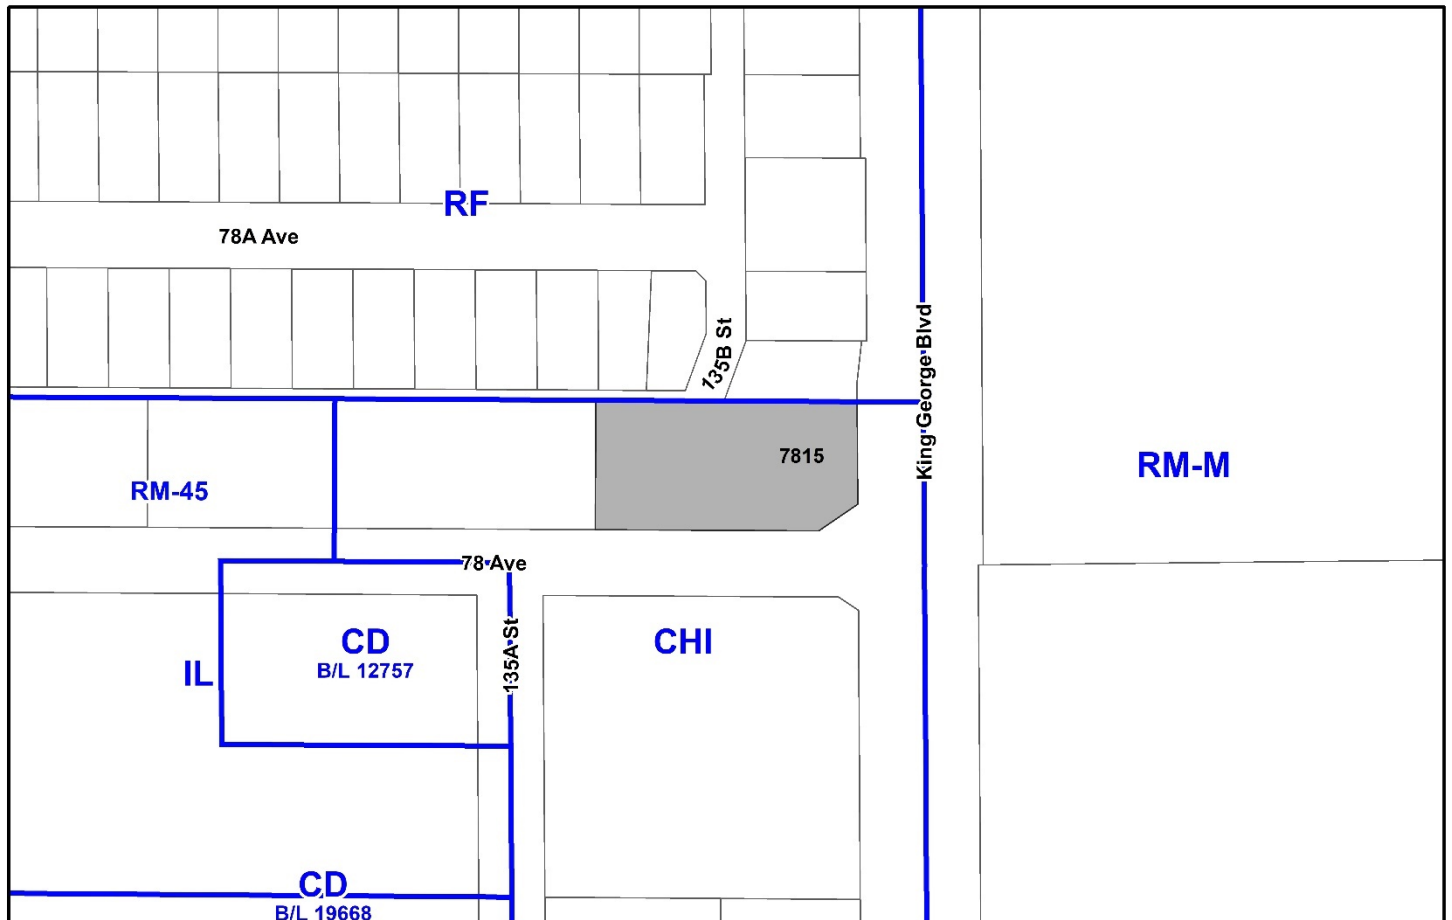 RF
78A Ave
135B St
King George Blvd
7815
RM-M
RM-45
78 Ave
CD
B/L 12757
135A St
CHI
IL
CD
B/L 19668